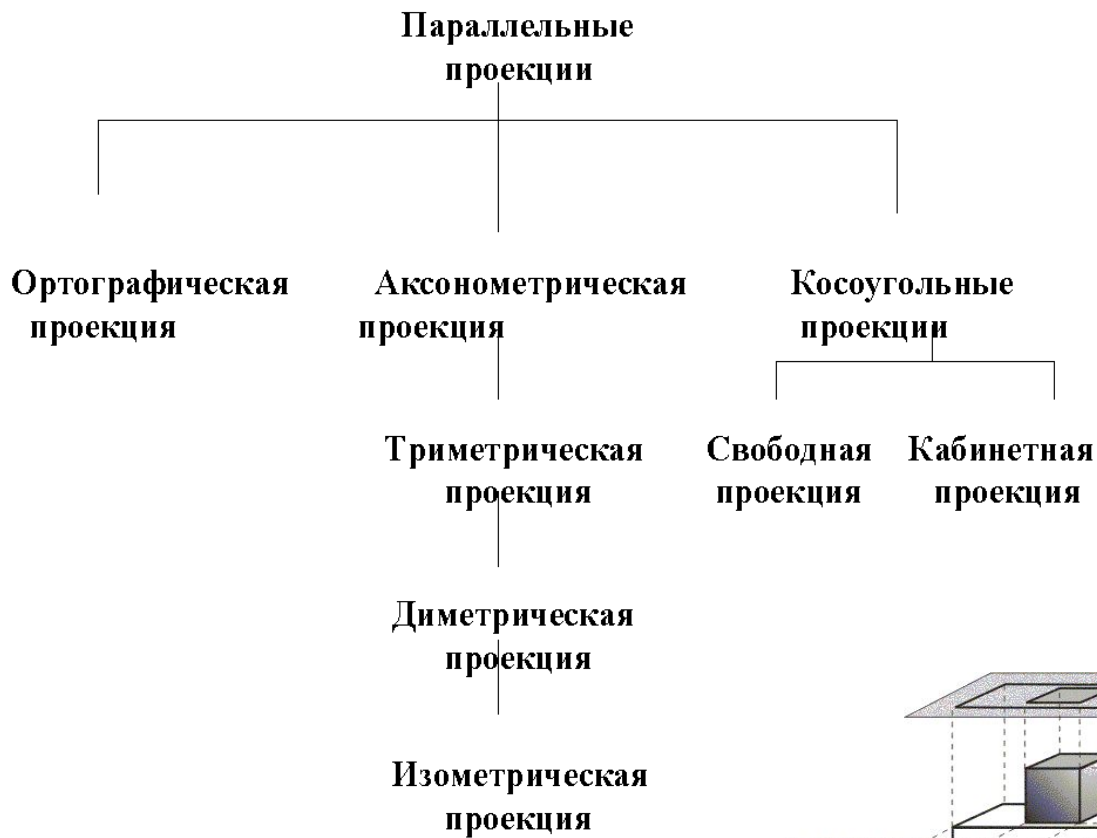 Параллельные
проекции
Ортографическая
проекция
Аксонометрическая
проекция
Косоугольные
проекции
Триметрическая
проекция
Свободная
проекция
Кабинетная
проекция
Диметрическая
проекция
Изометрическая
проекция